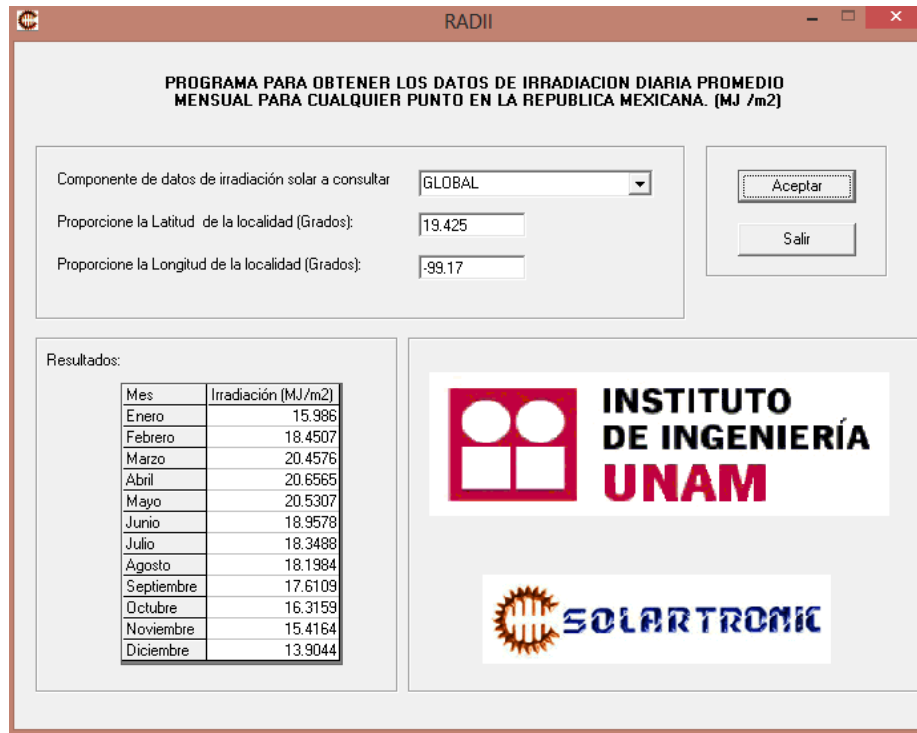 RADII
PROGRAMA PARA OBTENER LOS DATOS DE IRRADIACION DIARIA PROMEDIO
MENSUAL PARA CUALQUIER PUNTO EN LA REPUBLICA MEXICANA. (MJ /m2)
Componente de datos de irradiación solar a consultar GLOBAL
Proporcione la Latitud de la localidad (Grados): 19.425
Proporcione la Longitud de la localidad (Grados): -99.17
Aceptar
Salir
Resultados:
Mes Irradiación (MJ/m2)
Enero 15.986
Febrero 18.4507
Marzo 20.4576
Abril 20.6565
Mayo 20.5307
Junio 18.9578
Julio 18.3488
Agosto 18.1984
Septiembre 17.6109
Octubre 16.3159
Noviembre 15.4164
Diciembre 13.9044
INSTITUTO
DE INGENIERÍA
UNAM
SOLARTRONIC